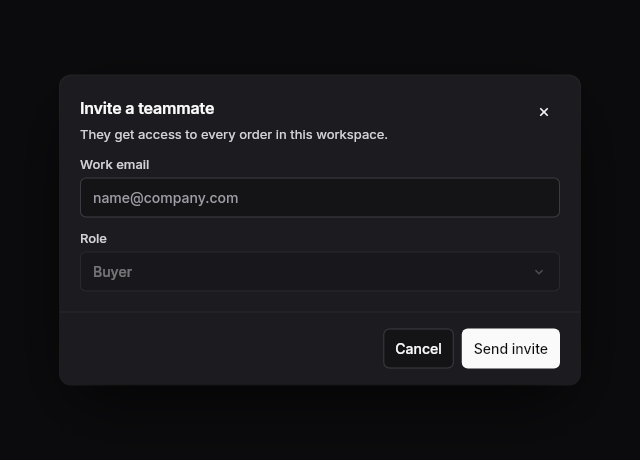 Invite a teammate
They get access to every order in this workspace.
Work email
name@company.com
Role
Buyer
Cancel
Send invite